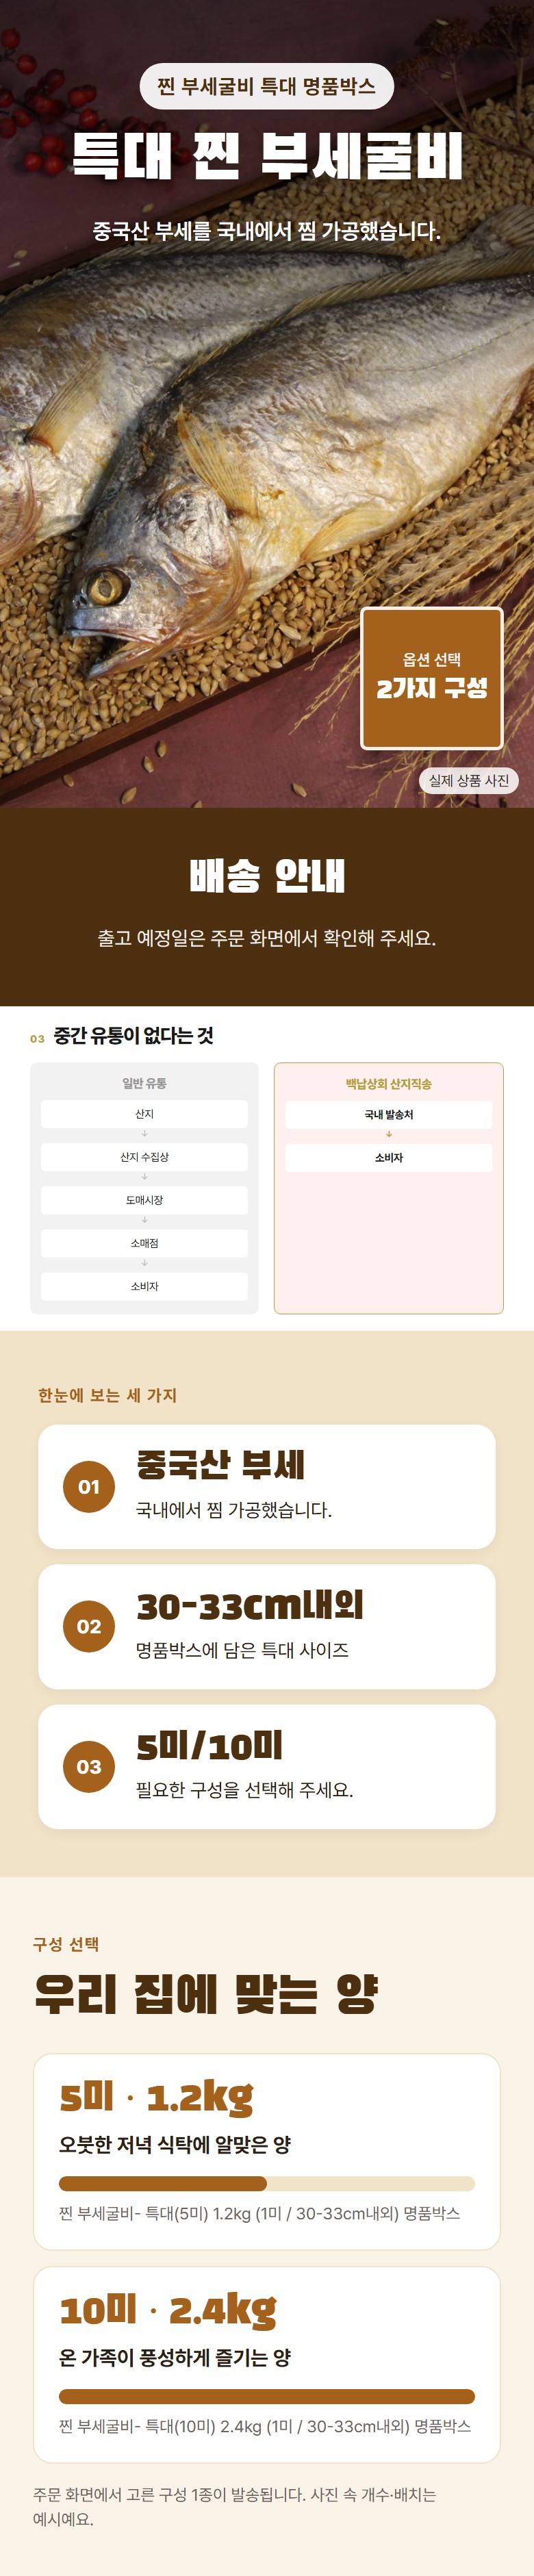 찐 부세굴비 특대 명품박스
특대 찐 부세굴비
중국산 부세를 국내에서 찜 가공했습니다.
옵션 선택
2가지 구성
실제 상품 사진
배송 안내
출고 예정일은 주문 화면에서 확인해 주세요.
03 중간 유통이 없다는 것
일반 유통
산지
↓
산지 수집상
↓
도매시장
↓
소매점
↓
소비자
백납상회 산지직송
국내 발송처
↓
소비자
한눈에 보는 세 가지
01
중국산 부세
국내에서 찜 가공했습니다.
02
30-33cm내외
명품박스에 담은 특대 사이즈
03
5미/10미
필요한 구성을 선택해 주세요.
구성 선택
우리 집에 맞는 양
5미 · 1.2kg
오붓한 저녁 식탁에 알맞은 양
찐 부세굴비- 특대(5미) 1.2kg (1미 / 30-33cm내외) 명품박스
10미 · 2.4kg
온 가족이 풍성하게 즐기는 양
찐 부세굴비- 특대(10미) 2.4kg (1미 / 30-33cm내외) 명품박스
주문 화면에서 고른 구성 1종이 발송됩니다. 사진 속 개수·배치는
예시예요.